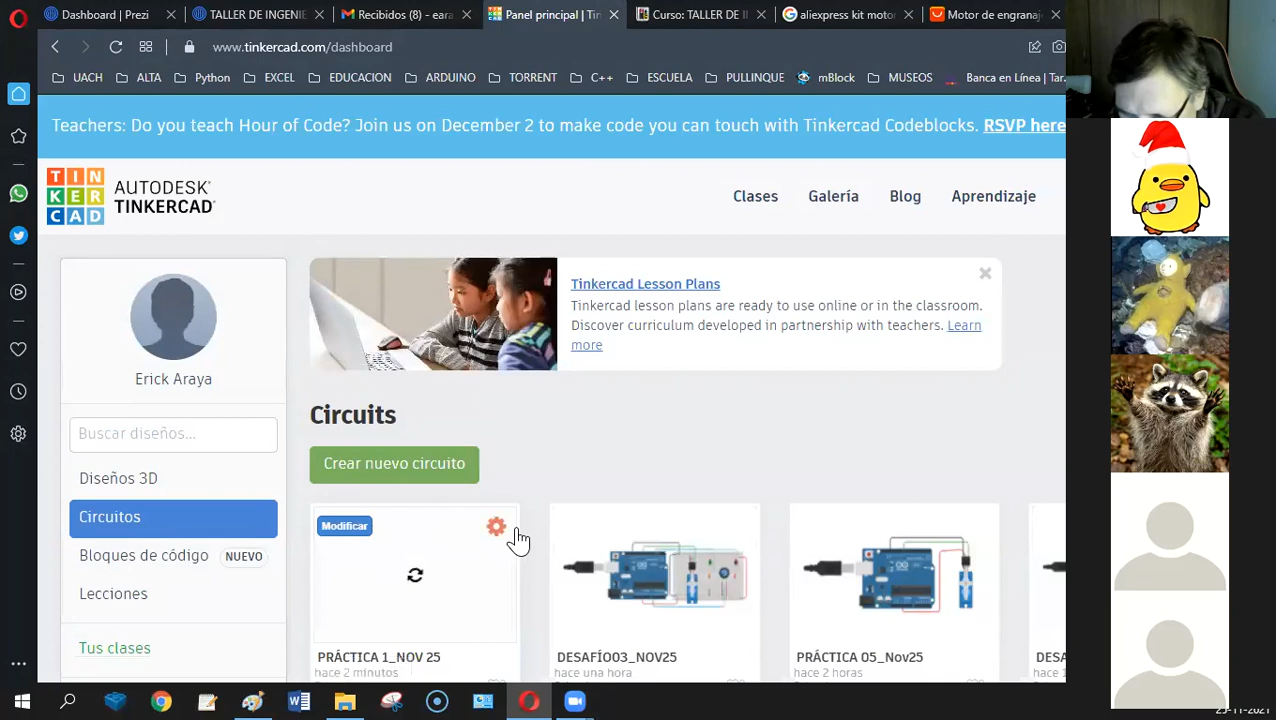 Dashboard | Prezi
TALLER DE INGENIE
Recibidos (8) - eara
Panel principal | Tin
Curso: TALLER DE II
aliexpress kit motor
Motor de engranaj
www.tinkercad.com/dashboard
UACH
ALTA
Python
EXCEL
EDUCACION
ARDUINO
TORRENT
C++
ESCUELA
PULLINQUE
mBlock
MUSEOS
Banca en Línea | Tar.
Teachers: Do you teach Hour of Code? Join us on December 2 to make code you can touch with Tinkercad Codeblocks. RSVP here
TIN
KER
CAD
AUTODESK
TINKERCAD
Clases
Galería
Blog
Aprendizaje
Tinkercad Lesson Plans
Tinkercad lesson plans are ready to use online or in the classroom.
Discover curriculum developed in partnership with teachers. Learn
more
Erick Araya
Buscar diseños...
Diseños 3D
Circuitos
Bloques de código NUEVO
Lecciones
Tus clases
Circuits
Crear nuevo circuito
Modificar
PRÁCTICA 1_NOV 25
hace 2 minutos
DESAFÍO03_NOV25
hace una hora
PRÁCTICA 05_Nov25
hace 2 horas
DESA